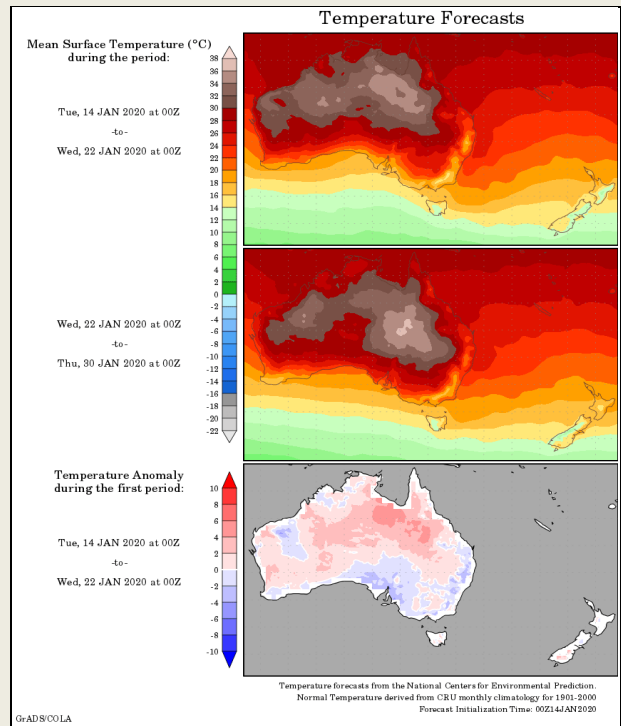 Temperature Forecasts
Mean Surface Temperature (°C)
during the period:
Tue, 14 JAN 2020 at 00Z
-to-
Wed, 22 JAN 2020 at 00Z
38
36
34
32
30
28
26
24
22
20
18
16
14
12
10
8
6
4
2
0
-2
-4
-6
-8
-10
-12
-14
-16
-18
-20
-22
Wed, 22 JAN 2020 at 00Z
-to-
Thu, 30 JAN 2020 at 00Z
Temperature Anomaly
during the first period:
Tue, 14 JAN 2020 at 00Z
-to-
Wed, 22 JAN 2020 at 00Z
10
8
6
4
2
0
-2
-4
-6
-8
-10
Temperature forecasts from the National Centers for Environmental Prediction.
Normal Temperature derived from CRU monthly climatology for 1901-2000
Forecast Initialization Time: 00Z14JAN2020
GrADS/COLA